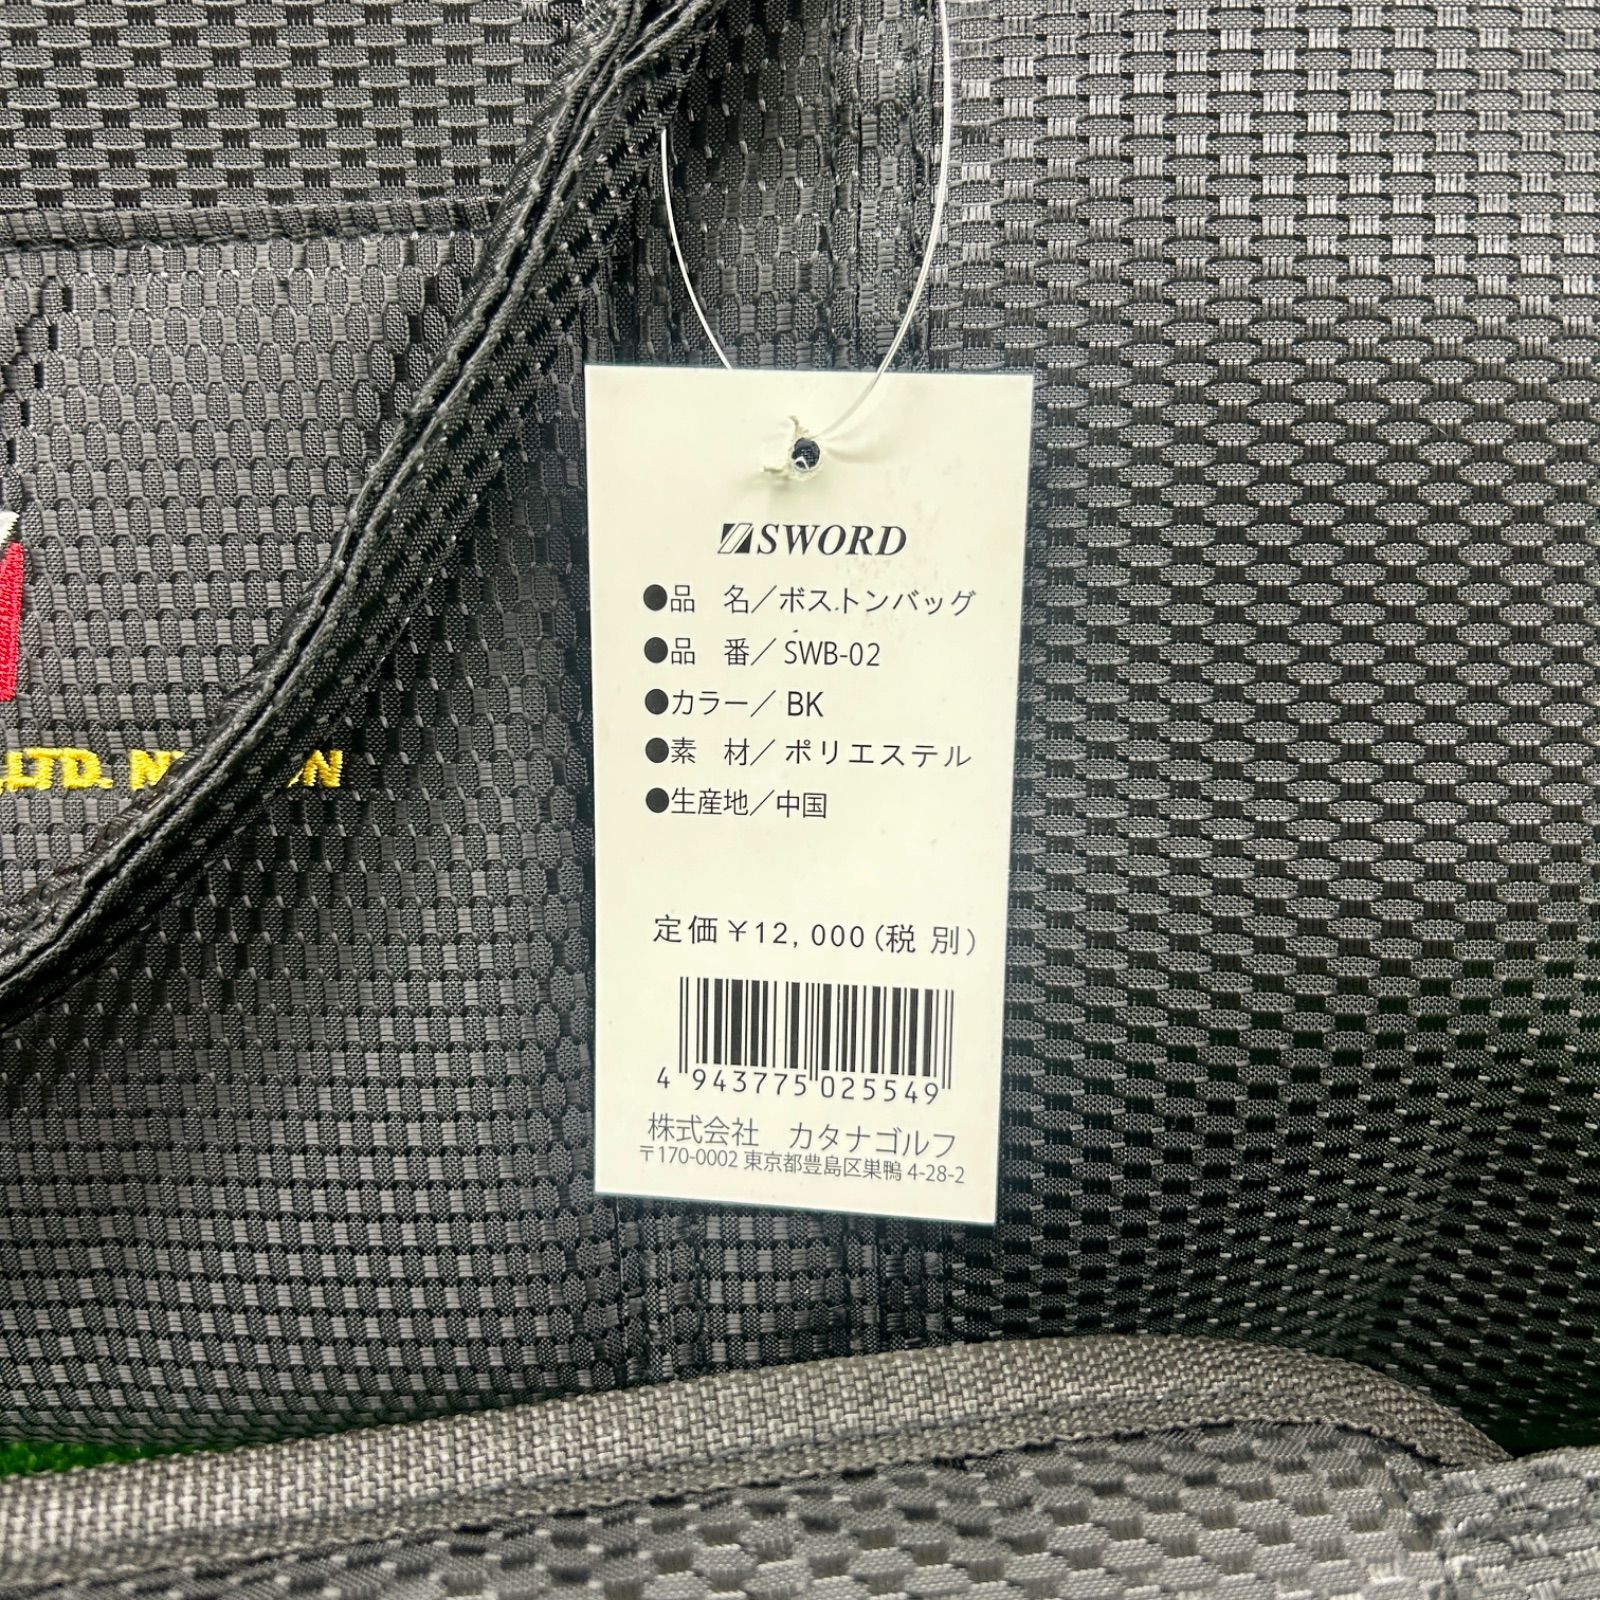 SWORD
●品 名／ボストンバッグ
●品 番／SWB-02
●カラー／BK
●素 材／ポリエステル
●生産地／中国
定価￥12,000(税 別)
4 943775 025549
株式会社 カタナゴルフ
〒170-0002 東京都豊島区巣鴨 4-28-2
LTD.